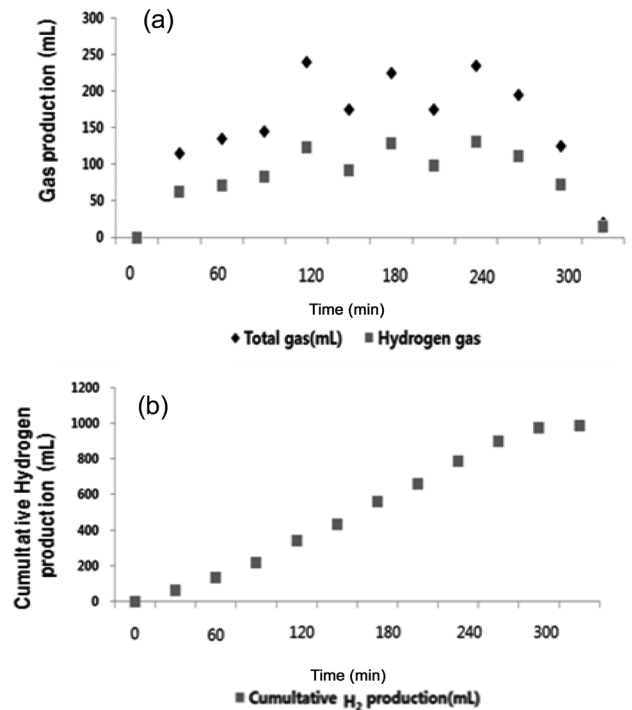 (a)
Gas production (mL)
300
250
200
150
100
50
0
0 60 120 180 240 300
Time (min)
Total gas(mL) Hydrogen gas
(b)
Cumultative Hydrogen
production (mL)
1200
1000
800
600
400
200
0
0 60 120 180 240 300
Time (min)
Cumultative H2 production(mL)